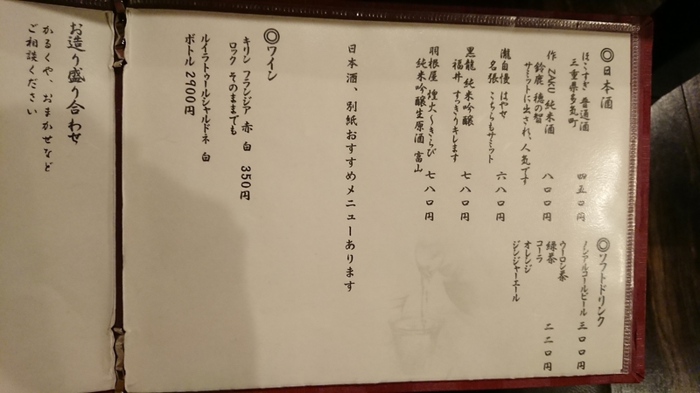 ◎日本酒
ほこすぎ 普通酒
三重県多気町 四五〇円
作 ZAKU 純米酒
鈴鹿 穂の智 八〇〇円
サミットに出され、人気です
瀧自慢 はやせ
名張 こちらもサミット 六八〇円
黒龍 純米吟醸
福井 すっきりキレます 七八〇円
羽根屋 煌火〜きらび 七八〇円
純米吟醸生原酒 富山
◎ソフトドリンク
ノンアルコールビール 三〇〇円
ウーロン茶
緑茶 二二〇円
コーラ
オレンジ
ジンジャーエール
日本酒、別紙おすすめメニューあります
◎ワイン
キリン フランジア 赤 白 350円
ロック そのままでも
ルイラトゥールシャルドネ 白
ボトル 2900円
お造り盛り合わせ
かるくや、おまかせなど
ご相談ください